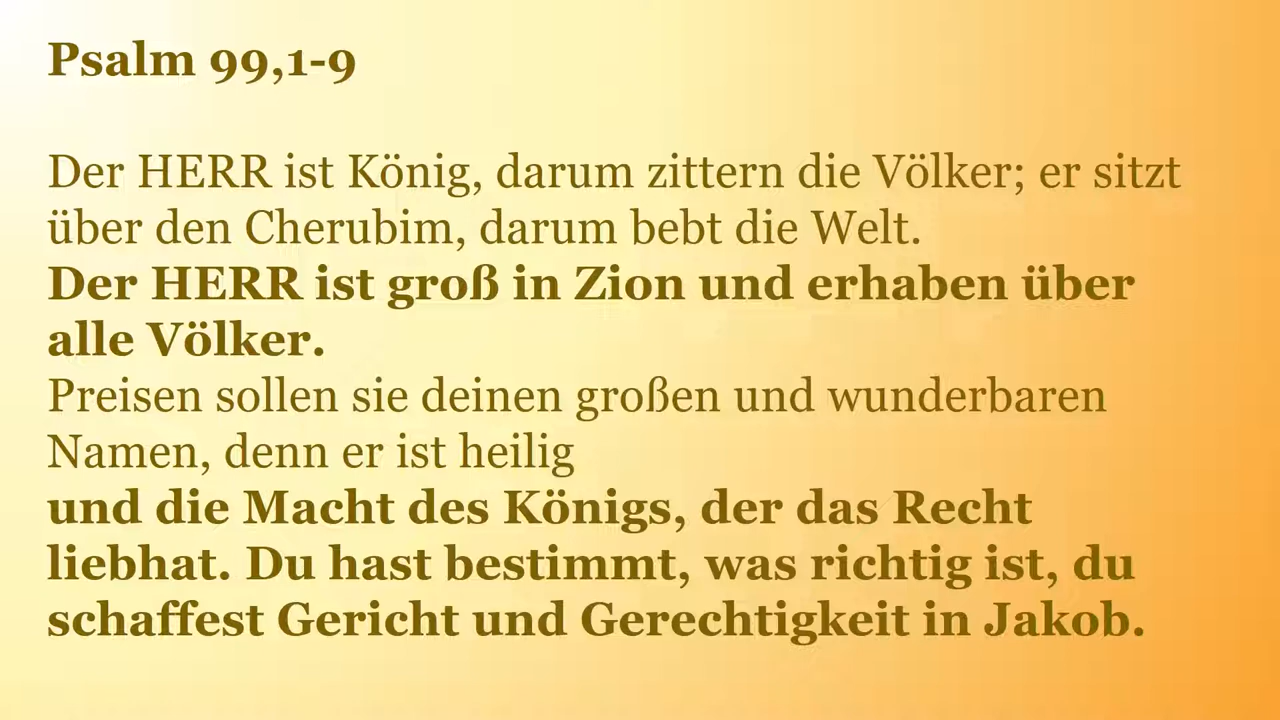 Psalm 99,1-9
Der HERR ist König, darum zittern die Völker; er sitzt
über den Cherubim, darum bebt die Welt.
Der HERR ist groß in Zion und erhaben über
alle Völker.
Preisen sollen sie deinen großen und wunderbaren
Namen, denn er ist heilig
und die Macht des Königs, der das Recht
liebhat. Du hast bestimmt, was richtig ist, du
schaffest Gericht und Gerechtigkeit in Jakob.